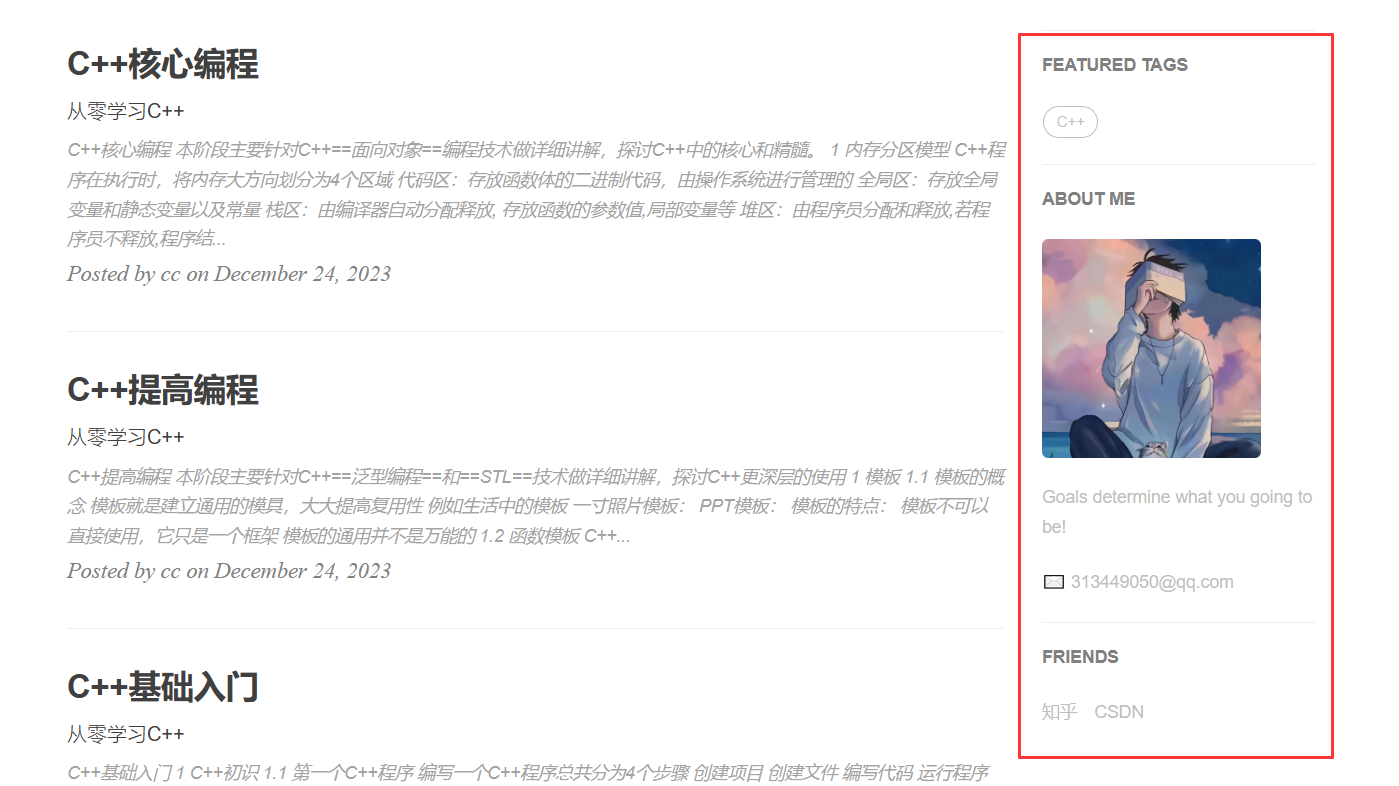 C++核心编程
从零学习C++
C++核心编程 本阶段主要针对C++==面向对象==编程技术做详细讲解，探讨C++中的核心和精髓。 1 内存分区模型 C++程
序在执行时，将内存大方向划分为4个区域 代码区：存放函数体的二进制代码，由操作系统进行管理的 全局区：存放全局
变量和静态变量以及常量 栈区：由编译器自动分配释放, 存放函数的参数值,局部变量等 堆区：由程序员分配和释放,若程
序员不释放,程序结...
Posted by cc on December 24, 2023
C++提高编程
从零学习C++
C++提高编程 本阶段主要针对C++==泛型编程==和==STL==技术做详细讲解，探讨C++更深层的使用 1 模板 1.1 模板的概
念 模板就是建立通用的模具，大大提高复用性 例如生活中的模板 一寸照片模板： PPT模板： 模板的特点： 模板不可以
直接使用，它只是一个框架 模板的通用并不是万能的 1.2 函数模板 C++...
Posted by cc on December 24, 2023
C++基础入门
从零学习C++
C++基础入门 1 C++初识 1.1 第一个C++程序 编写一个C++程序总共分为4个步骤 创建项目 创建文件 编写代码 运行程序
FEATURED TAGS
C++
ABOUT ME
Goals determine what you going to
be!
313449050@qq.com
FRIENDS
知乎 CSDN